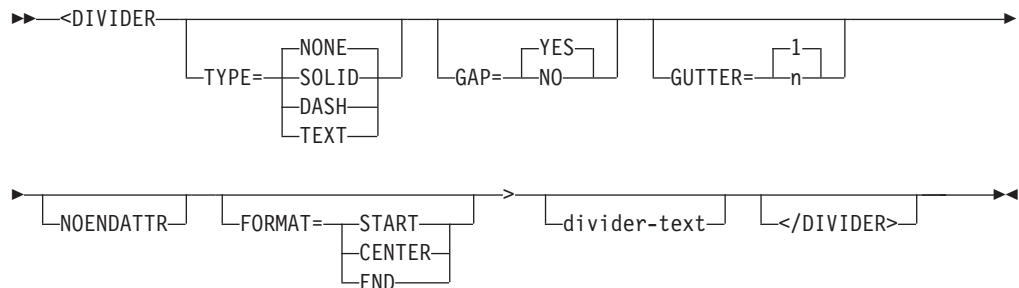 <DIVIDER
NONE YES 1
TYPE= SOLID GAP= NO GUTTER= n
DASH
TEXT
>
NOENDATTR FORMAT= START divider-text </DIVIDER>
CENTER
END